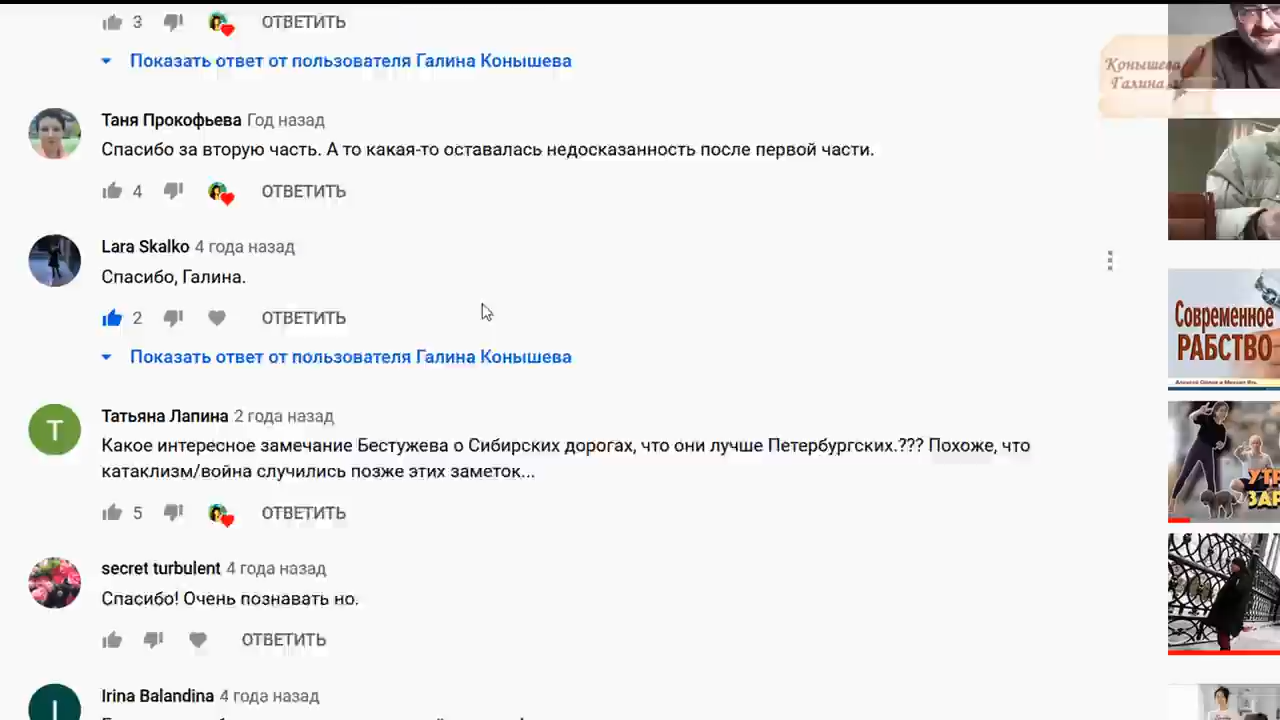 3 ОТВЕТИТЬ
Показать ответ от пользователя Галина Конышева
Конышева
Галина
Таня Прокофьева Год назад
Спасибо за вторую часть. А то какая-то оставалась недосказанность после первой части.
4 ОТВЕТИТЬ
Lara Skalko 4 года назад
Спасибо, Галина.
2 ОТВЕТИТЬ
Показать ответ от пользователя Галина Конышева
Современное
РАБСТВО
Татьяна Лапина 2 года назад
Какое интересное замечание Бестужева о Сибирских дорогах, что они лучше Петербургских.??? Похоже, что
катаклизм/война случились позже этих заметок...
5 ОТВЕТИТЬ
secret turbulent 4 года назад
Спасибо! Очень познавать но.
ОТВЕТИТЬ
Irina Balandina 4 года назад